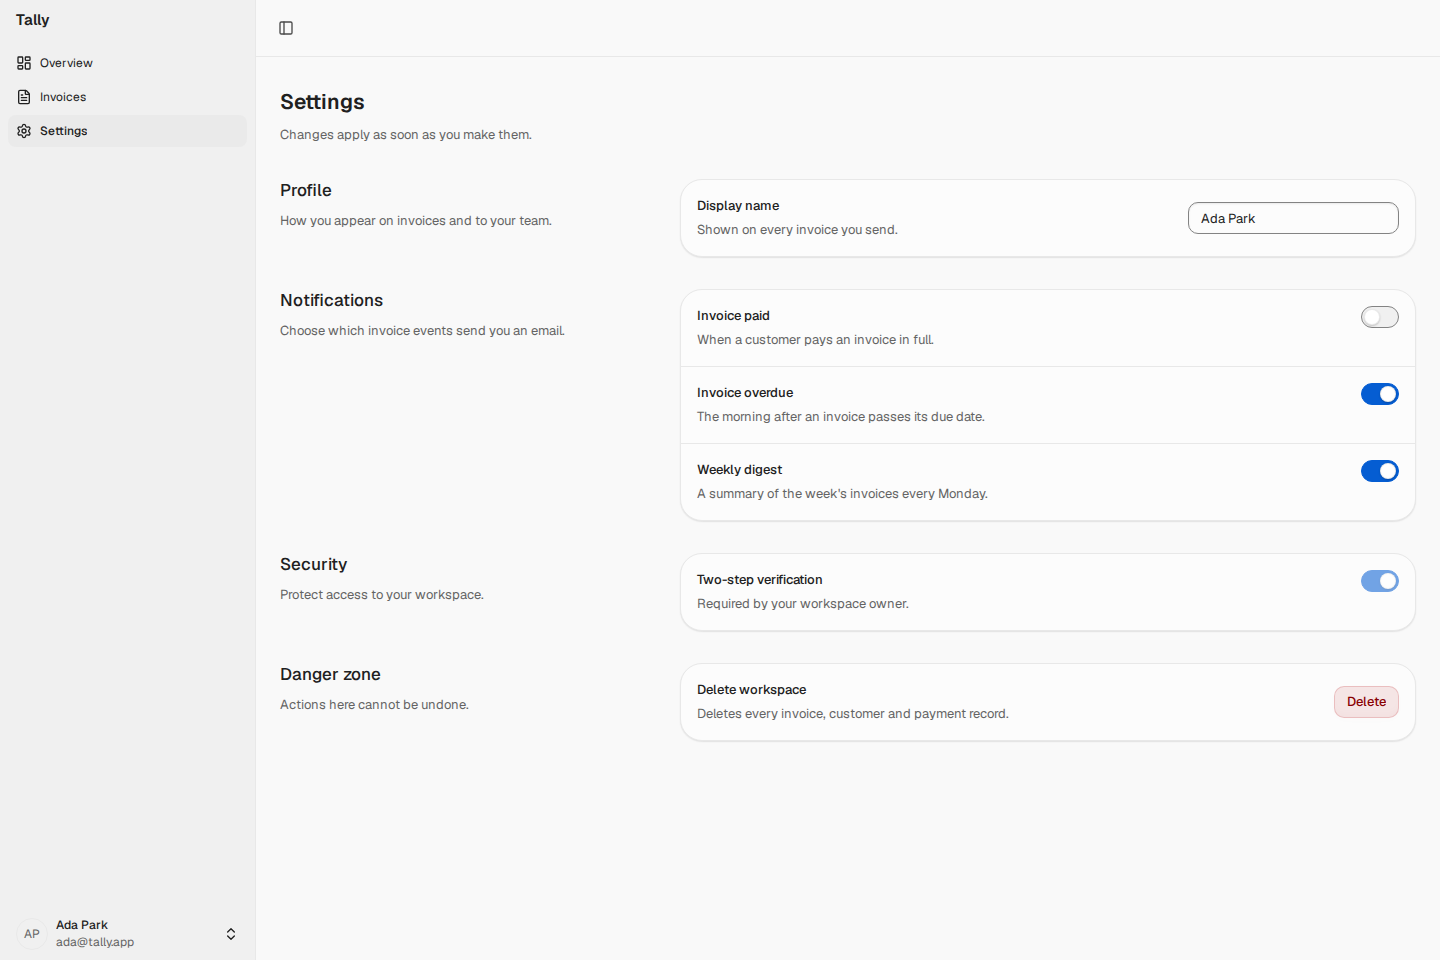 Tally
Overview
Invoices
Settings
Settings
Changes apply as soon as you make them.
Profile
How you appear on invoices and to your team.
Display name
Shown on every invoice you send.
Ada Park
Notifications
Choose which invoice events send you an email.
Invoice paid
When a customer pays an invoice in full.
Invoice overdue
The morning after an invoice passes its due date.
Weekly digest
A summary of the week's invoices every Monday.
Security
Protect access to your workspace.
Two-step verification
Required by your workspace owner.
Danger zone
Actions here cannot be undone.
Delete workspace
Deletes every invoice, customer and payment record.
Delete
AP
Ada Park
ada@tally.app